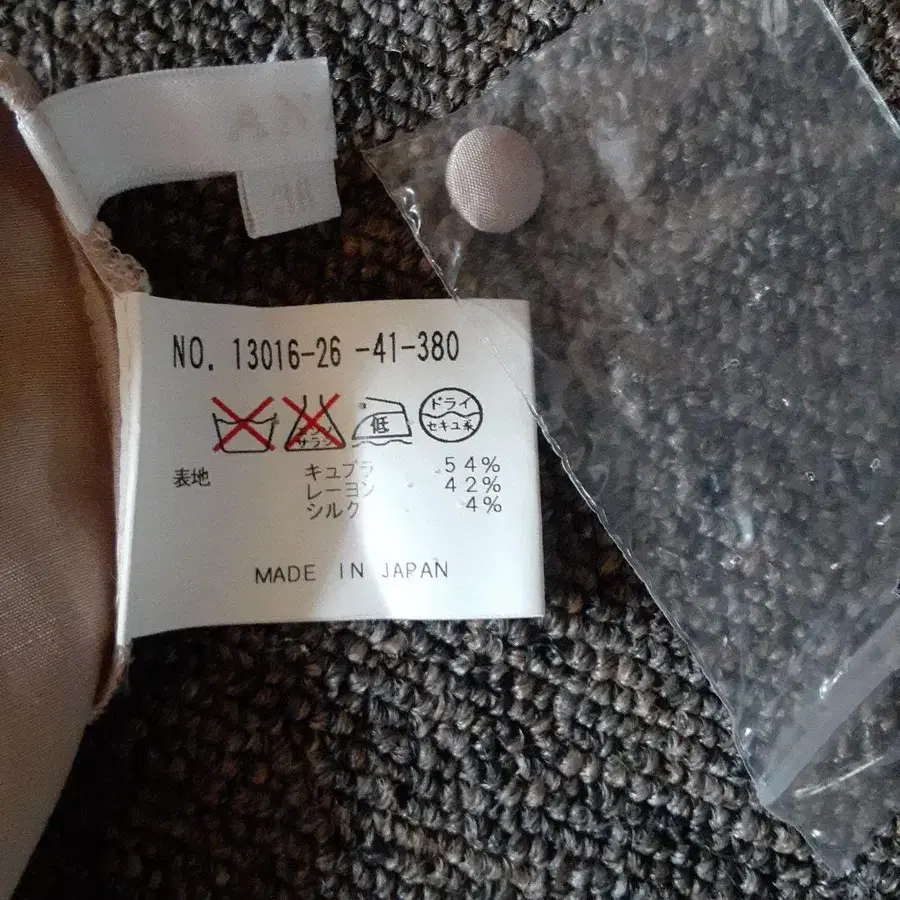 NO. 13016-26 -41-380
低
ドライ
セキユ系
表地
キュプラ 54%
レーヨン 42%
シルク 4%
MADE IN JAPAN